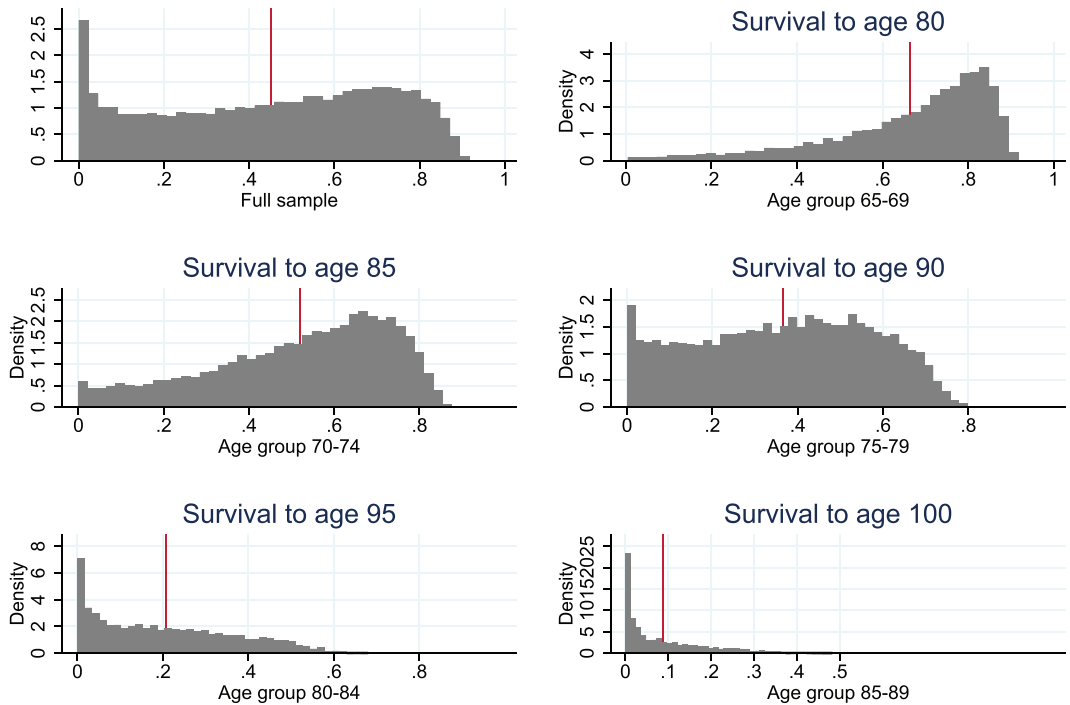 0 .5 1 1.5 2 2.5
0 .2 .4 .6 .8 1
Full sample
Survival to age 80
Density
0 1 2 3 4
0 .2 .4 .6 .8 1
Age group 65-69
Survival to age 85
Density
0 .5 1 1.5 2 2.5
0 .2 .4 .6 .8
Age group 70-74
Survival to age 90
Density
0 .5 1 1.5 2
0 .2 .4 .6 .8
Age group 75-79
Survival to age 95
Density
0 2 4 6 8
0 .2 .4 .6 .8
Age group 80-84
Survival to age 100
Density
0 5 10 15 20 25
0 .1 .2 .3 .4 .5
Age group 85-89